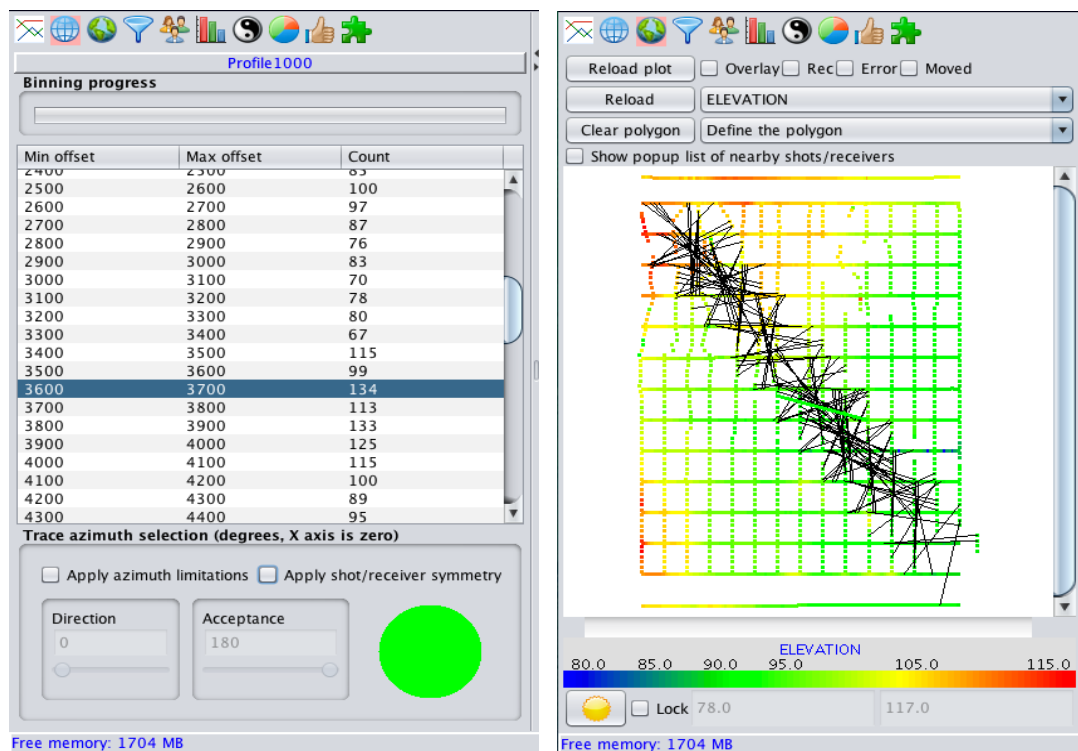 Profile1000
Binning progress
Min offset Max offset Count
2400 2500 85
2500 2600 100
2600 2700 97
2700 2800 87
2800 2900 76
2900 3000 83
3000 3100 70
3100 3200 78
3200 3300 80
3300 3400 67
3400 3500 115
3500 3600 99
3600 3700 134
3700 3800 113
3800 3900 133
3900 4000 125
4000 4100 115
4100 4200 100
4200 4300 89
4300 4400 95
Trace azimuth selection (degrees, X axis is zero)
Apply azimuth limitations Apply shot/receiver symmetry
Direction Acceptance
0 180
Free memory: 1704 MB
Reload plot Overlay Rec Error Moved
Reload ELEVATION
Clear polygon Define the polygon
Show popup list of nearby shots/receivers
ELEVATION
80.0 85.0 90.0 95.0 105.0 115.0
Lock 78.0 117.0
Free memory: 1704 MB